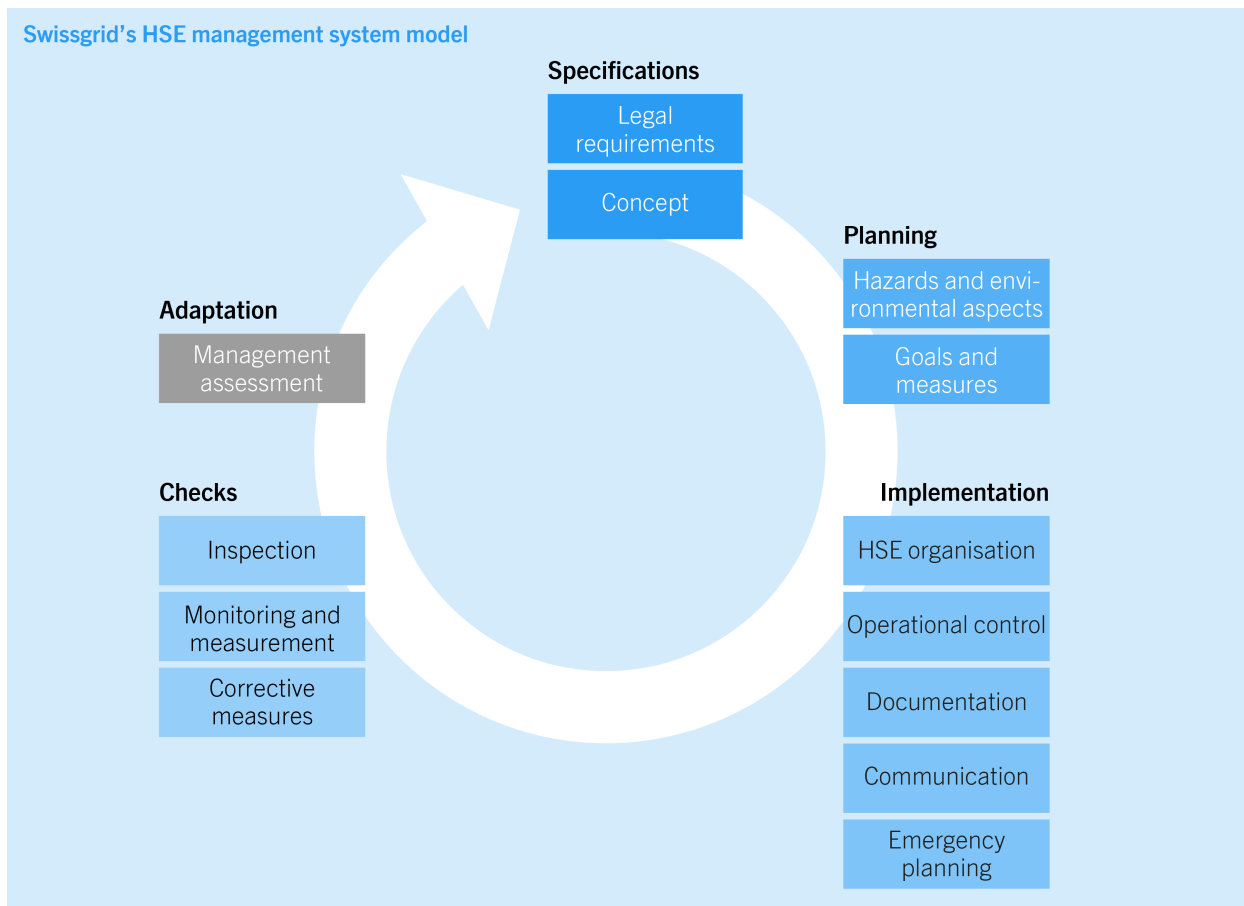 Swissgrid’s HSE management system model
Specifications
Legal
requirements
Concept
Planning
Hazards and envi-
ronmental aspects
Goals and
measures
Implementation
HSE organisation
Operational control
Documentation
Communication
Emergency
planning
Checks
Inspection
Monitoring and
measurement
Corrective
measures
Adaptation
Management
assessment